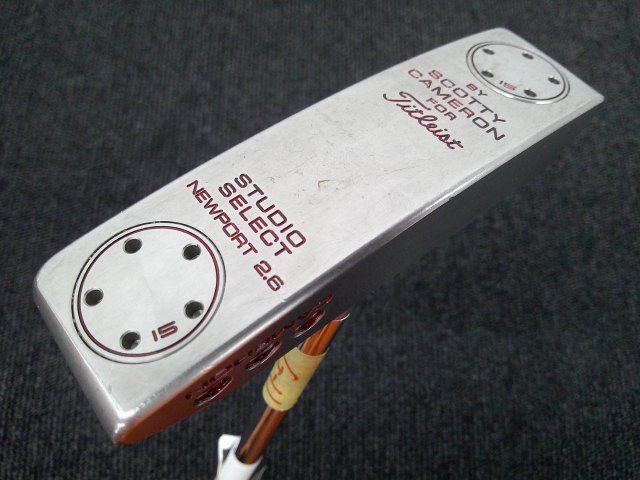 BY
SCOTTY
CAMERON
FOR
Titleist
15
STUDIO
SELECT
NEWPORT 2.6
15